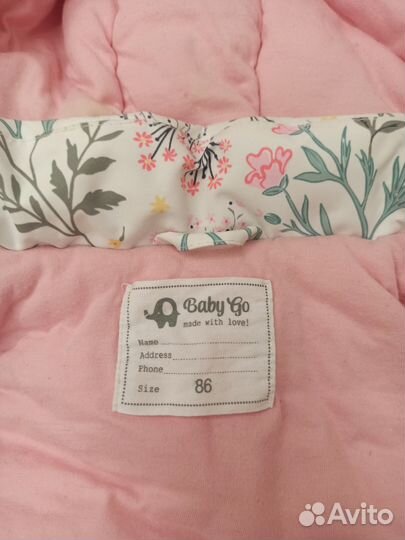 Baby Go
made with love!
Name
Address
Phone
Size 86
Avito